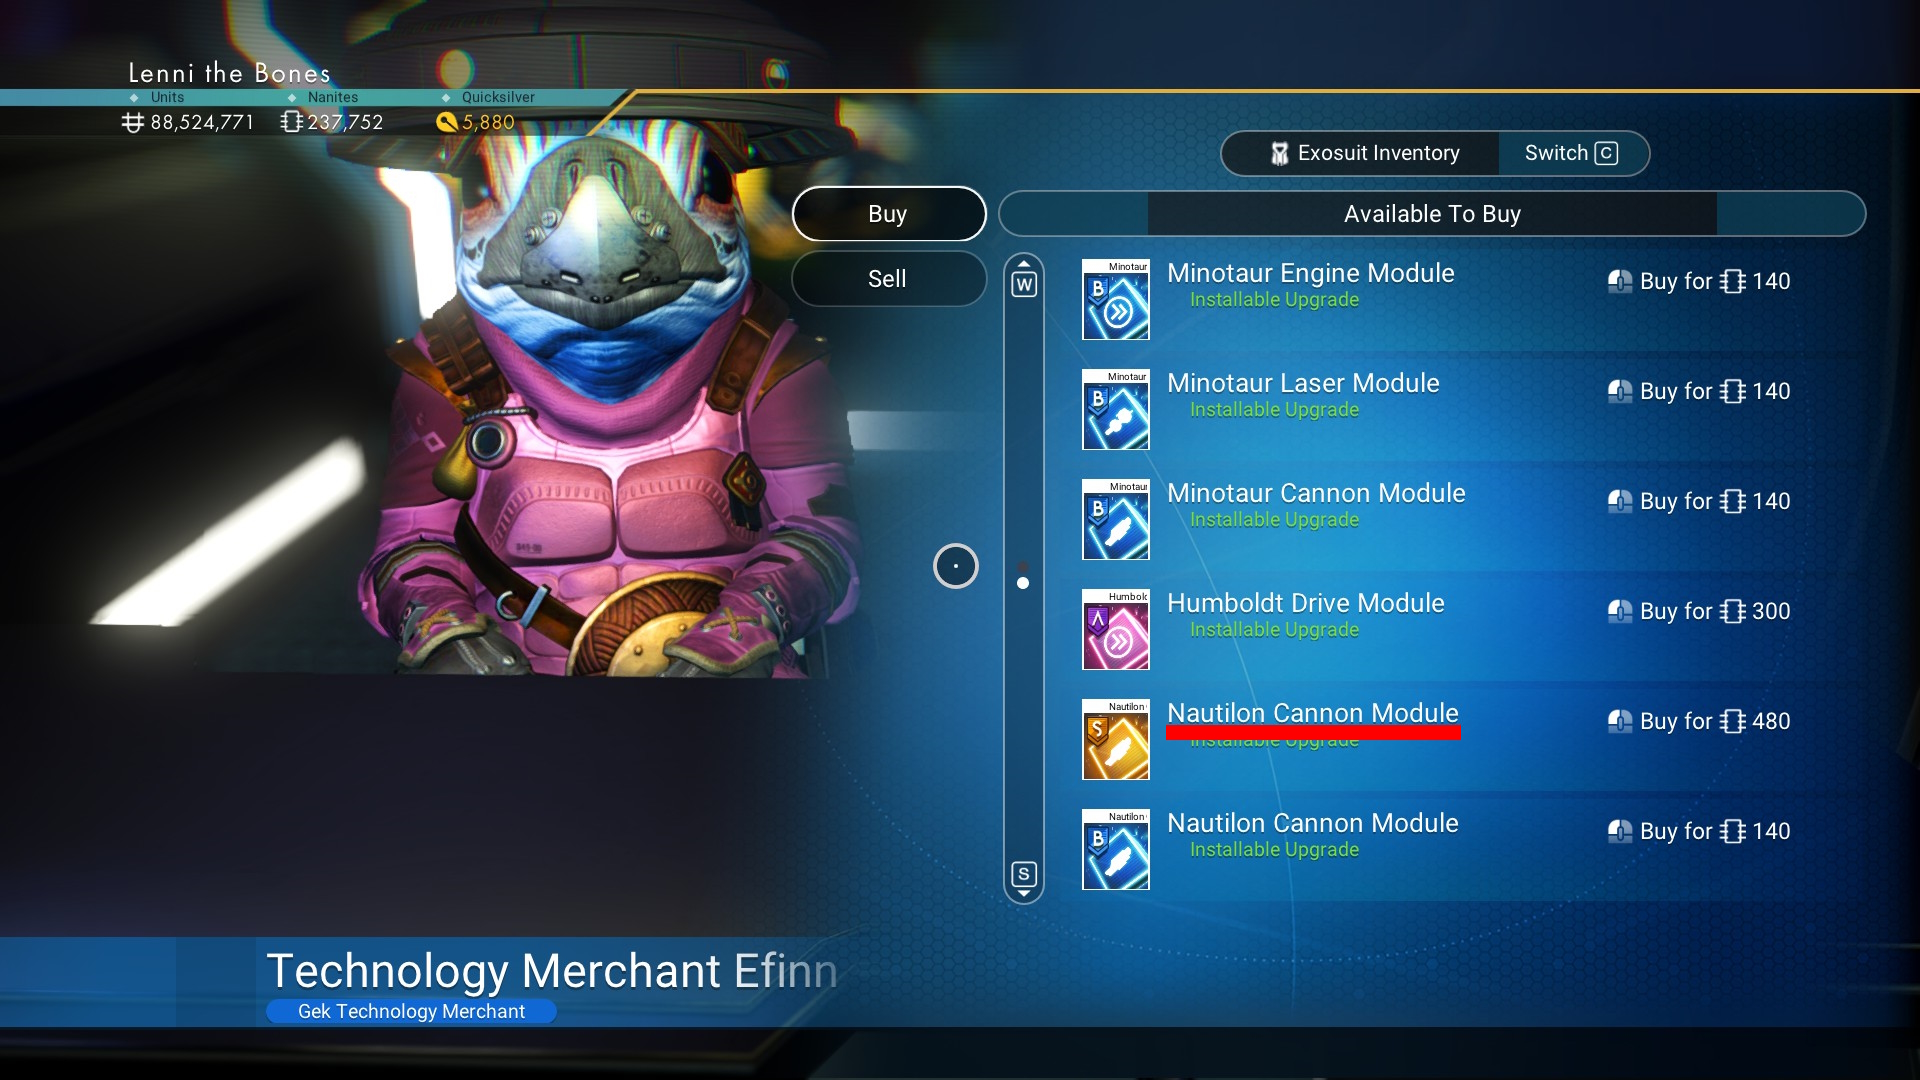 Lenni the Bones
Units Nanites Quicksilver
88,524,771 237,752 5,880
Exosuit Inventory Switch C
Buy Available To Buy
Sell
W
Minotaur
B
Minotaur Engine Module Buy for 140
Installable Upgrade
Minotaur
B
Minotaur Laser Module Buy for 140
Installable Upgrade
Minotaur
B
Minotaur Cannon Module Buy for 140
Installable Upgrade
Humbol
Humboldt Drive Module Buy for 300
Installable Upgrade
Nautilon
S
Nautilon Cannon Module Buy for 480
Installable Upgrade
Nautilon
B
Nautilon Cannon Module Buy for 140
Installable Upgrade
S
Technology Merchant Efinn
Gek Technology Merchant